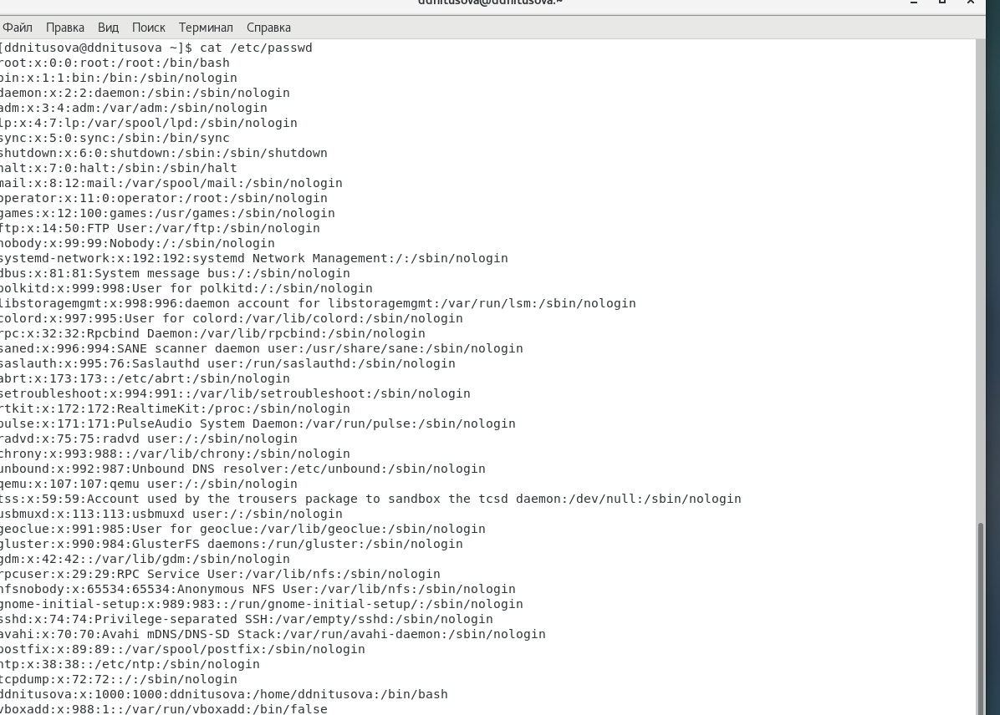 ddnitusova@ddnitusova:~
Файл Правка Вид Поиск Терминал Справка
[ddnitusova@ddnitusova ~]$ cat /etc/passwd
root:x:0:0:root:/root:/bin/bash
bin:x:1:1:bin:/bin:/sbin/nologin
daemon:x:2:2:daemon:/sbin:/sbin/nologin
adm:x:3:4:adm:/var/adm:/sbin/nologin
lp:x:4:7:lp:/var/spool/lpd:/sbin/nologin
sync:x:5:0:sync:/sbin:/bin/sync
shutdown:x:6:0:shutdown:/sbin:/sbin/shutdown
halt:x:7:0:halt:/sbin:/sbin/halt
mail:x:8:12:mail:/var/spool/mail:/sbin/nologin
operator:x:11:0:operator:/root:/sbin/nologin
games:x:12:100:games:/usr/games:/sbin/nologin
ftp:x:14:50:FTP User:/var/ftp:/sbin/nologin
nobody:x:99:99:Nobody:/:/sbin/nologin
systemd-network:x:192:192:systemd Network Management:/:/sbin/nologin
dbus:x:81:81:System message bus:/:/sbin/nologin
polkitd:x:999:998:User for polkitd:/:/sbin/nologin
libstoragemgmt:x:998:996:daemon account for libstoragemgmt:/var/run/lsm:/sbin/nologin
colord:x:997:995:User for colord:/var/lib/colord:/sbin/nologin
rpc:x:32:32:Rpcbind Daemon:/var/lib/rpcbind:/sbin/nologin
saned:x:996:994:SANE scanner daemon user:/usr/share/sane:/sbin/nologin
saslauth:x:995:76:Saslauthd user:/run/saslauthd:/sbin/nologin
abrt:x:173:173::/etc/abrt:/sbin/nologin
setroubleshoot:x:994:991::/var/lib/setroubleshoot:/sbin/nologin
rtkit:x:172:172:RealtimeKit:/proc:/sbin/nologin
pulse:x:171:171:PulseAudio System Daemon:/var/run/pulse:/sbin/nologin
radvd:x:75:75:radvd user:/:/sbin/nologin
chrony:x:993:988::/var/lib/chrony:/sbin/nologin
unbound:x:992:987:Unbound DNS resolver:/etc/unbound:/sbin/nologin
qemu:x:107:107:qemu user:/:/sbin/nologin
tss:x:59:59:Account used by the trousers package to sandbox the tcsd daemon:/dev/null:/sbin/nologin
usbmuxd:x:113:113:usbmuxd user:/:/sbin/nologin
geoclue:x:991:985:User for geoclue:/var/lib/geoclue:/sbin/nologin
gluster:x:990:984:GlusterFS daemons:/run/gluster:/sbin/nologin
gdm:x:42:42::/var/lib/gdm:/sbin/nologin
rpcuser:x:29:29:RPC Service User:/var/lib/nfs:/sbin/nologin
nfsnobody:x:65534:65534:Anonymous NFS User:/var/lib/nfs:/sbin/nologin
gnome-initial-setup:x:989:983::/run/gnome-initial-setup/:/sbin/nologin
sshd:x:74:74:Privilege-separated SSH:/var/empty/sshd:/sbin/nologin
avahi:x:70:70:Avahi mDNS/DNS-SD Stack:/var/run/avahi-daemon:/sbin/nologin
postfix:x:89:89::/var/spool/postfix:/sbin/nologin
ntp:x:38:38::/etc/ntp:/sbin/nologin
tcpdump:x:72:72::/:/sbin/nologin
ddnitusova:x:1000:1000:ddnitusova:/home/ddnitusova:/bin/bash
vboxadd:x:988:1::/var/run/vboxadd:/bin/false